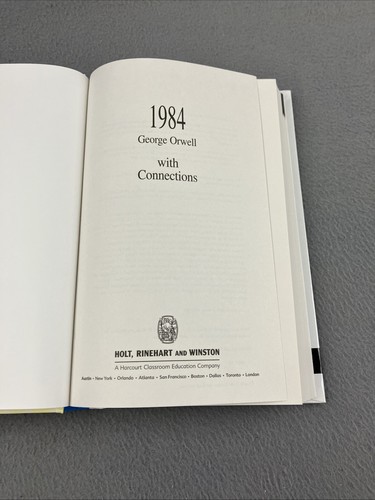 1984
George Orwell
with
Connections
HOLT, RINEHART AND WINSTON
A Harcourt Classroom Education Company
• New York • Orlando • Atlanta • San Francisco • Boston • Dallas • Toronto • London